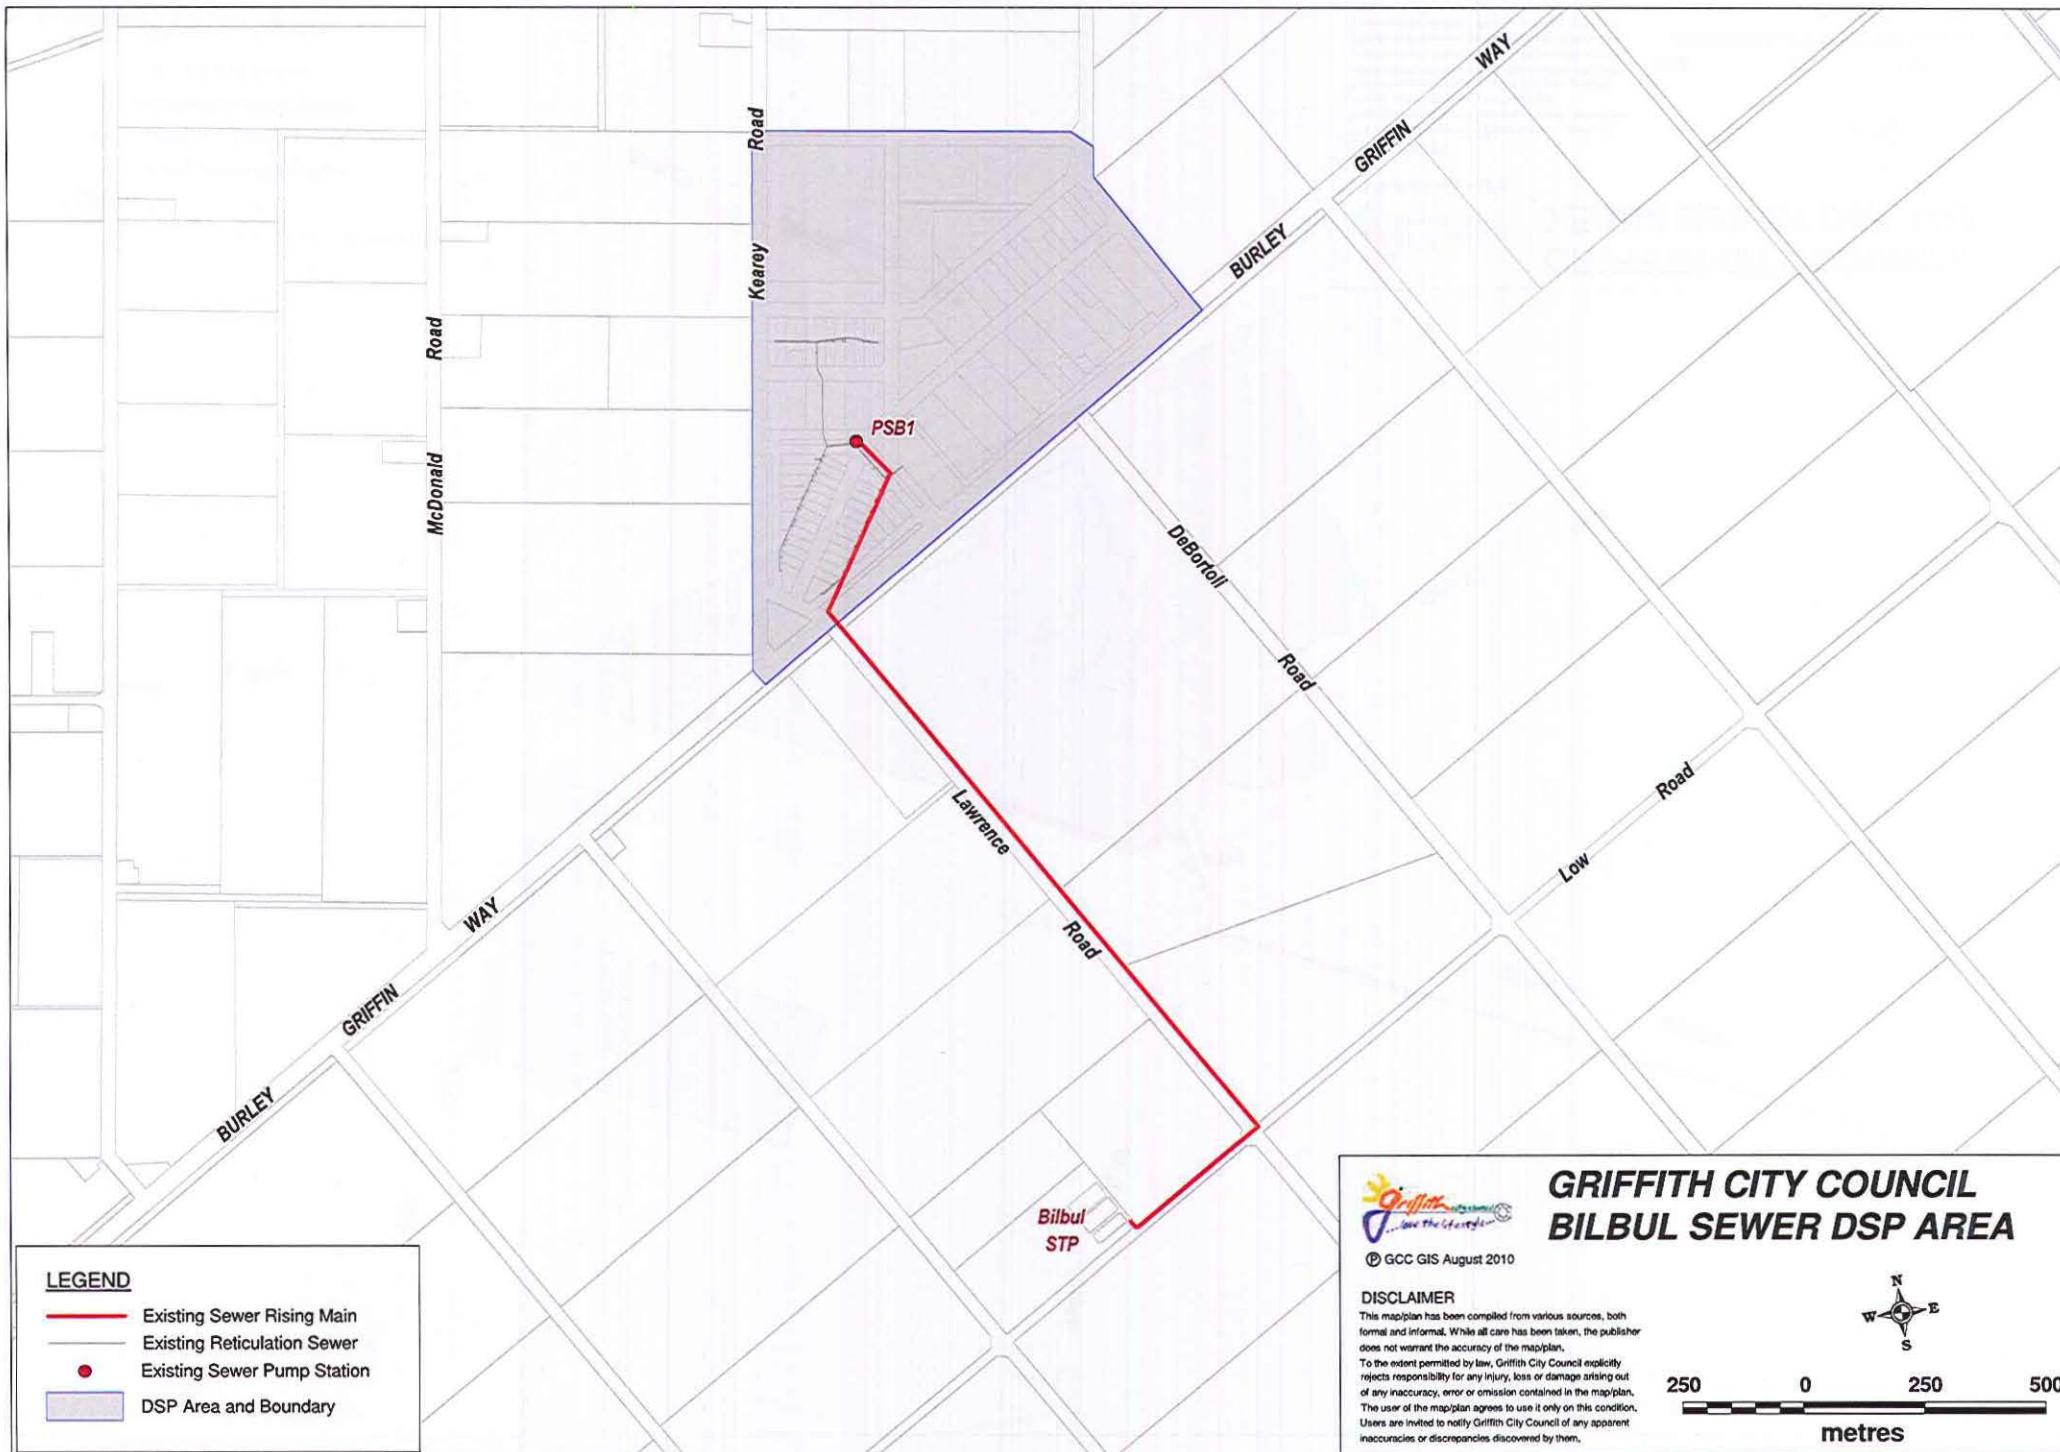 WAY
GRIFFIN
BURLEY
Road
Kearey
Road
McDonald
PSB1
DeBortoli
Road
Road
Low
Lawrence
Road
WAY
GRIFFIN
BURLEY
Bilbul
STP
LEGEND
Existing Sewer Rising Main
Existing Reticulation Sewer
Existing Sewer Pump Station
DSP Area and Boundary
Griffith
...love the lifestyle...
GRIFFITH CITY COUNCIL
BILBUL SEWER DSP AREA
Ⓟ GCC GIS August 2010
DISCLAIMER
This map/plan has been compiled from various sources, both
formal and informal. While all care has been taken, the publisher
does not warrant the accuracy of the map/plan.
To the extent permitted by law, Griffith City Council explicitly
rejects responsibility for any injury, loss or damage arising out
of any inaccuracy, error or omission contained in the map/plan.
The user of the map/plan agrees to use it only on this condition.
Users are invited to notify Griffith City Council of any apparent
inaccuracies or discrepancies discovered by them.
N
W E
S
250 0 250 500
metres